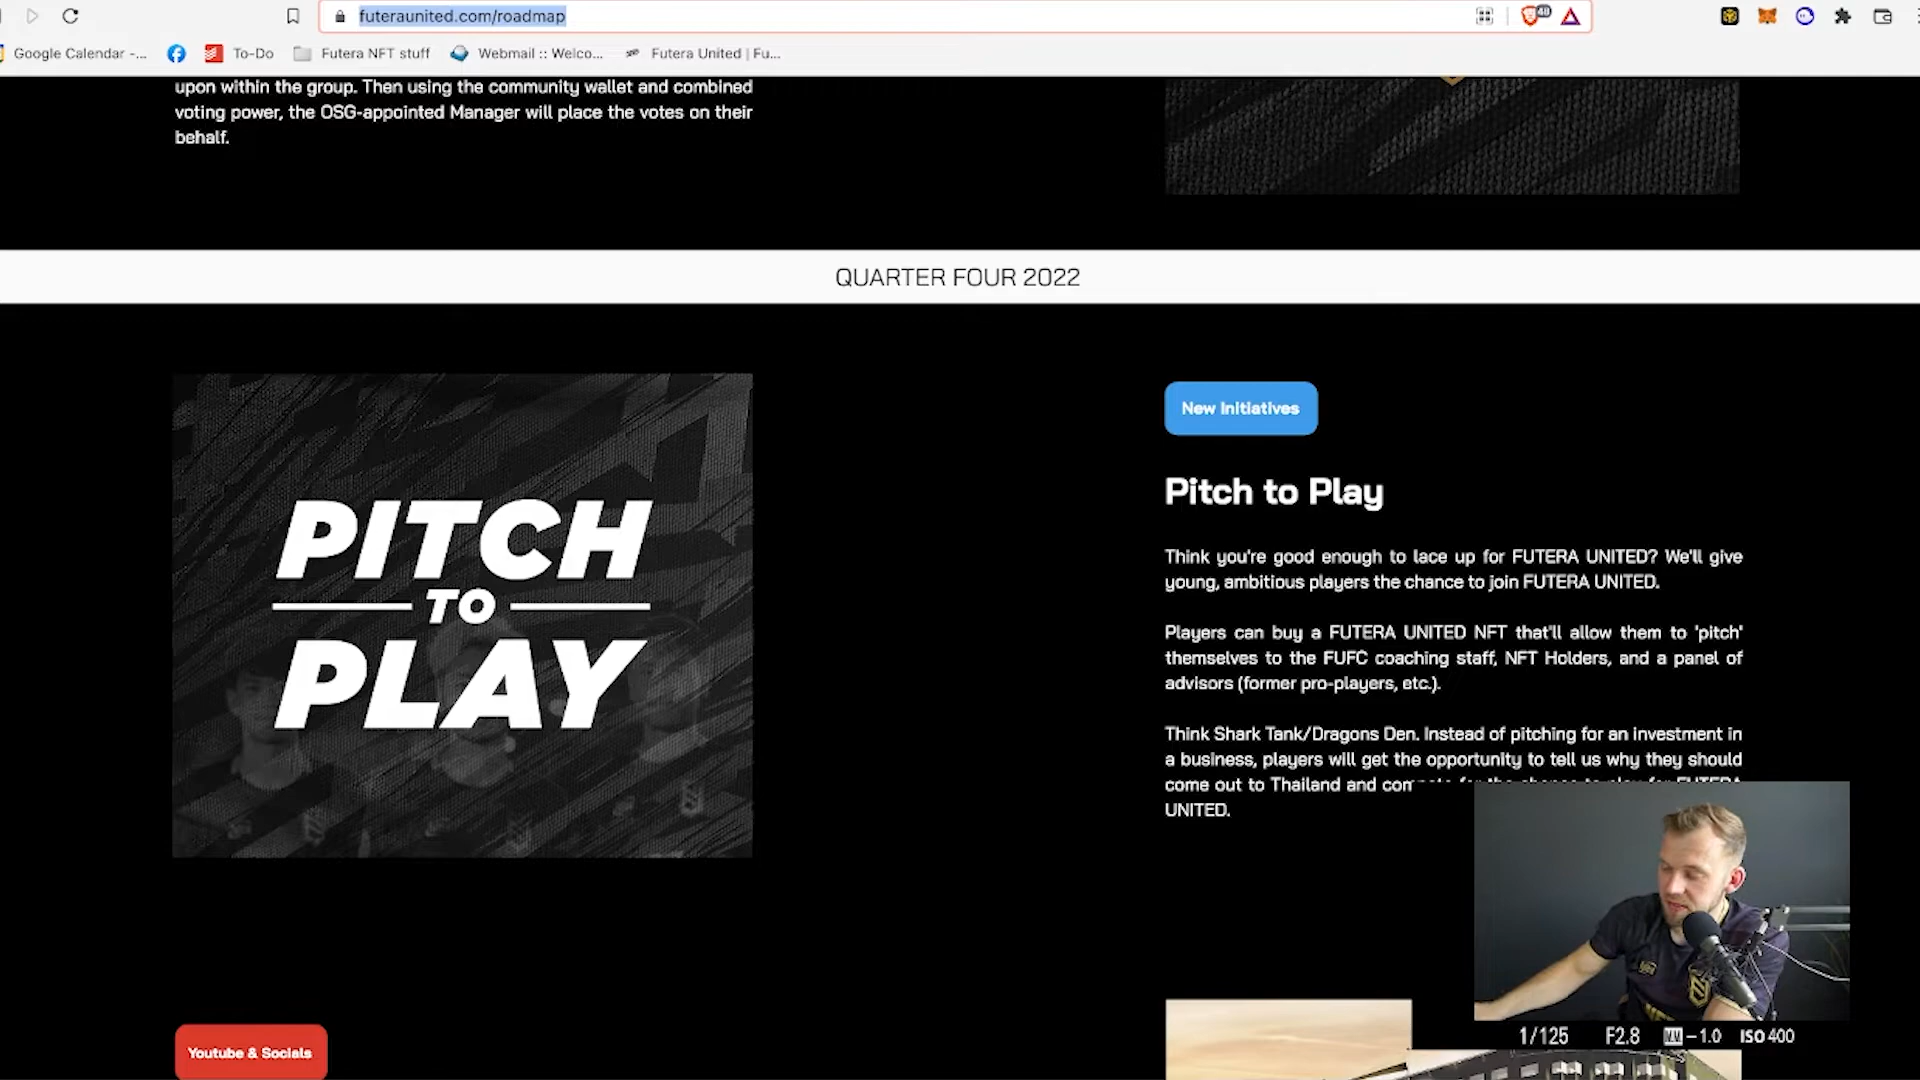 futeraunited.com/roadmap
48
Google Calendar -...
To-Do
Futera NFT stuff
Webmail :: Welco...
Futera United | Fu...
upon within the group. Then using the community wallet and combined
voting power, the OSG-appointed Manager will place the votes on their
behalf.
QUARTER FOUR 2022
PITCH
TO
PLAY
New Initiatives
Pitch to Play
Think you're good enough to lace up for FUTERA UNITED? We'll give
young, ambitious players the chance to join FUTERA UNITED.
Players can buy a FUTERA UNITED NFT that'll allow them to 'pitch'
themselves to the FUFC coaching staff, NFT Holders, and a panel of
advisors (former pro-players, etc.).
Think Shark Tank/Dragons Den. Instead of pitching for an investment in
a business, players will get the opportunity to tell us why they should
come out to Thailand and
UNITED.
Youtube & Socials
1/125 F2.8 −1.0 ISO 400